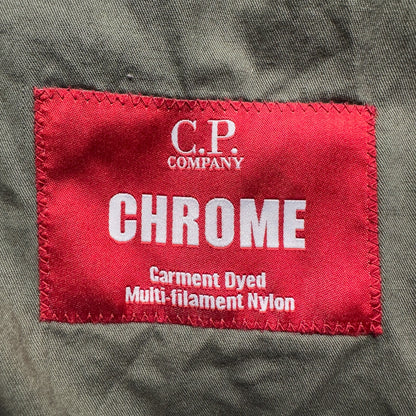 C.P.
COMPANY
CHROME
Garment Dyed
Multi-filament Nylon